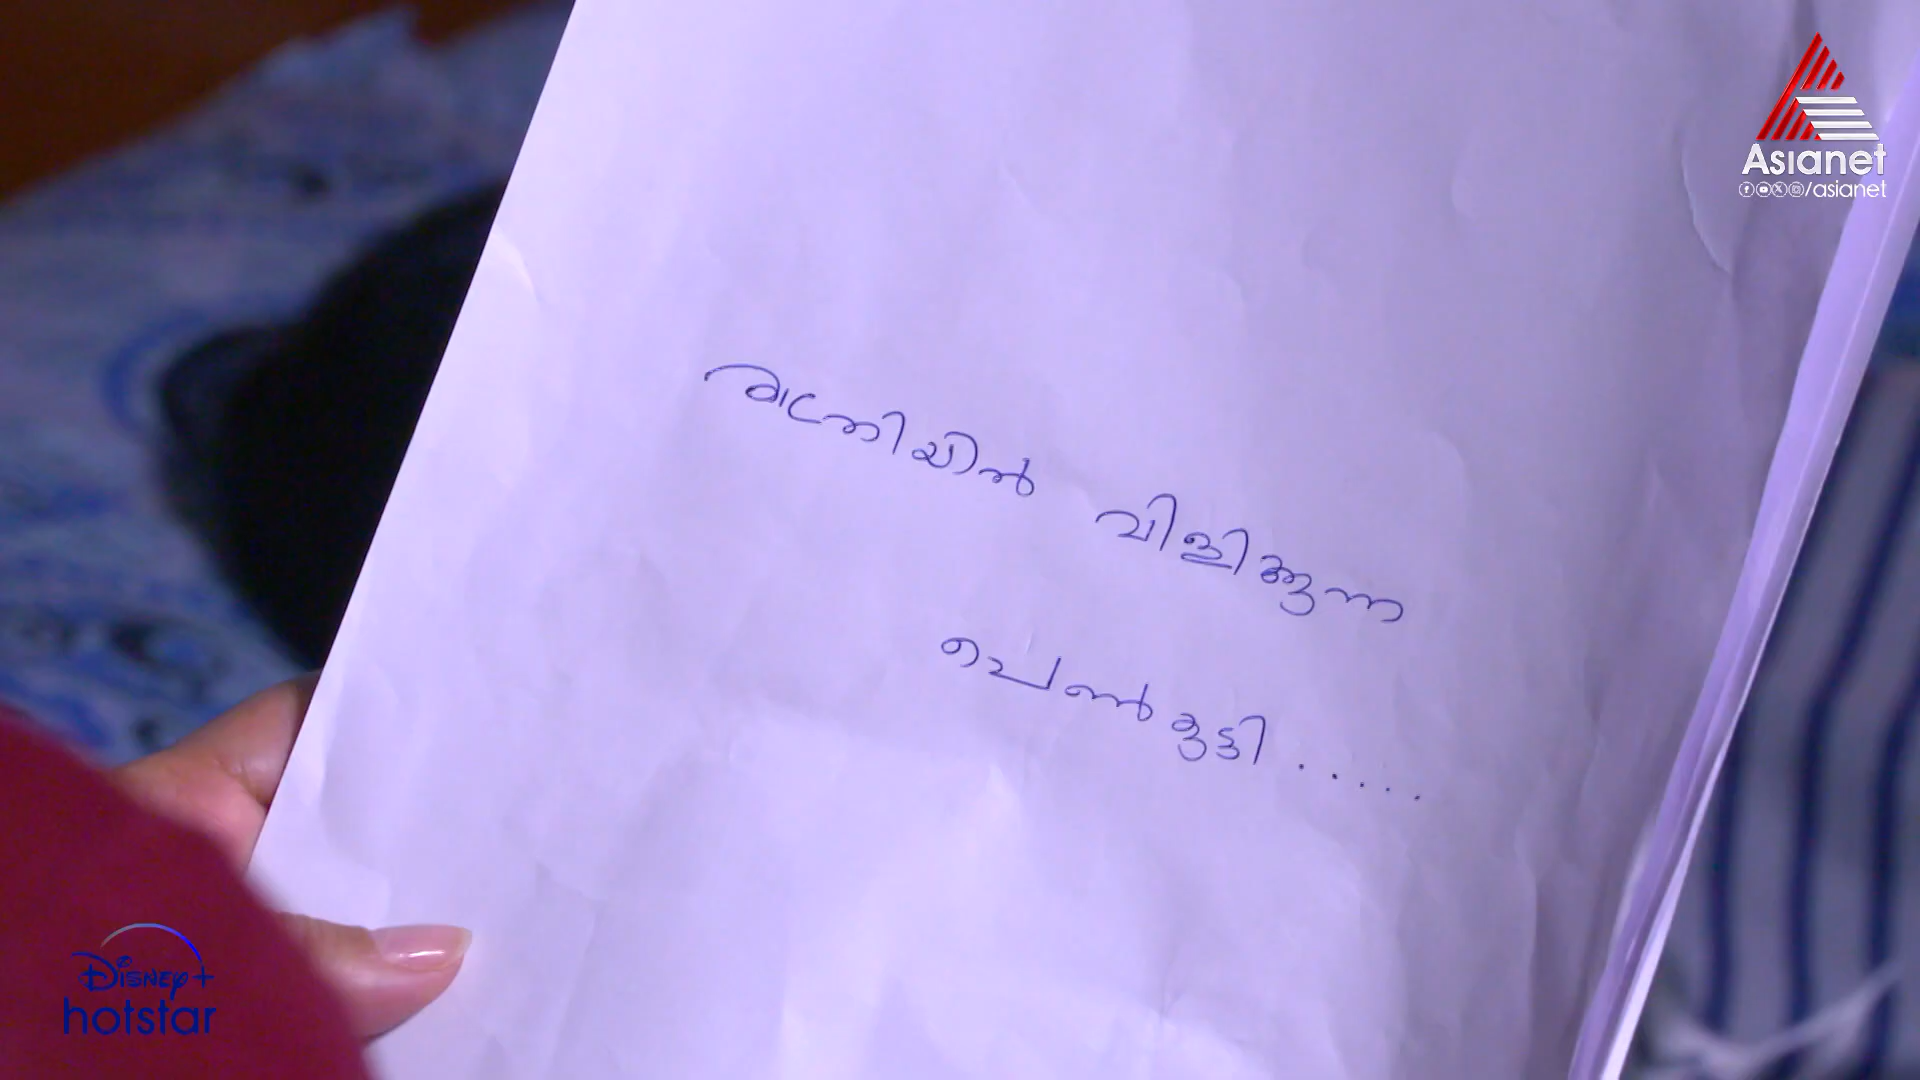 വിളിക്കുന്ന
പെൺകുട്ടി.....
Asianet
/asianet
Disney+
hotstar